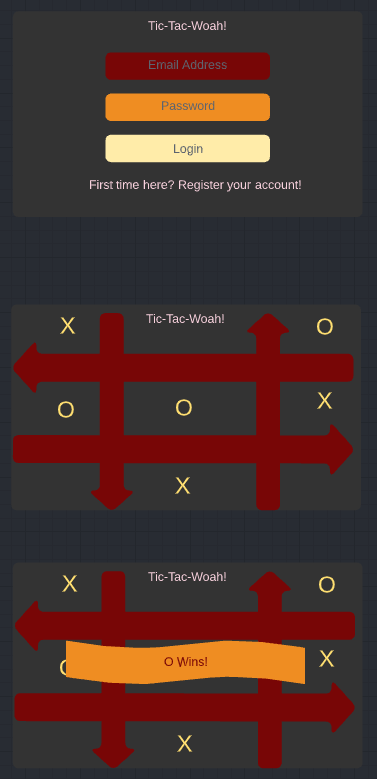 Tic-Tac-Woah!
Email Address
Password
Login
First time here? Register your account!
Tic-Tac-Woah!
X O
O O X
X
Tic-Tac-Woah!
X O
O Wins!
X
X